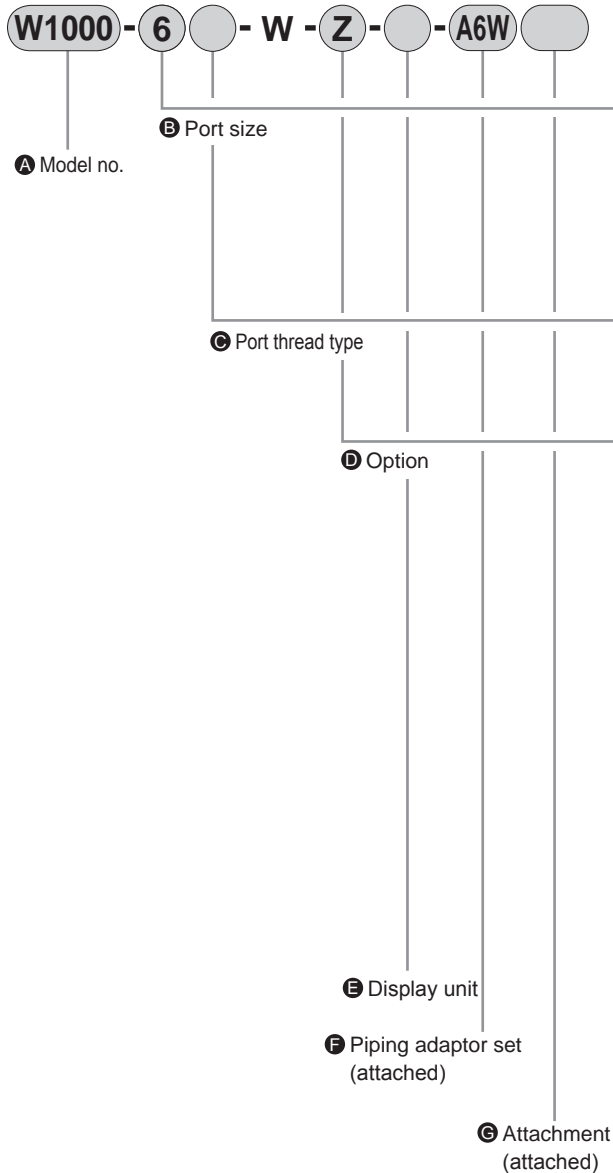 W1000 - 6 - W - Z - - A6W
B Port size
A Model no.
C Port thread type
D Option
E Display unit
F Piping adaptor set
(attached)
G Attachment
(attached)